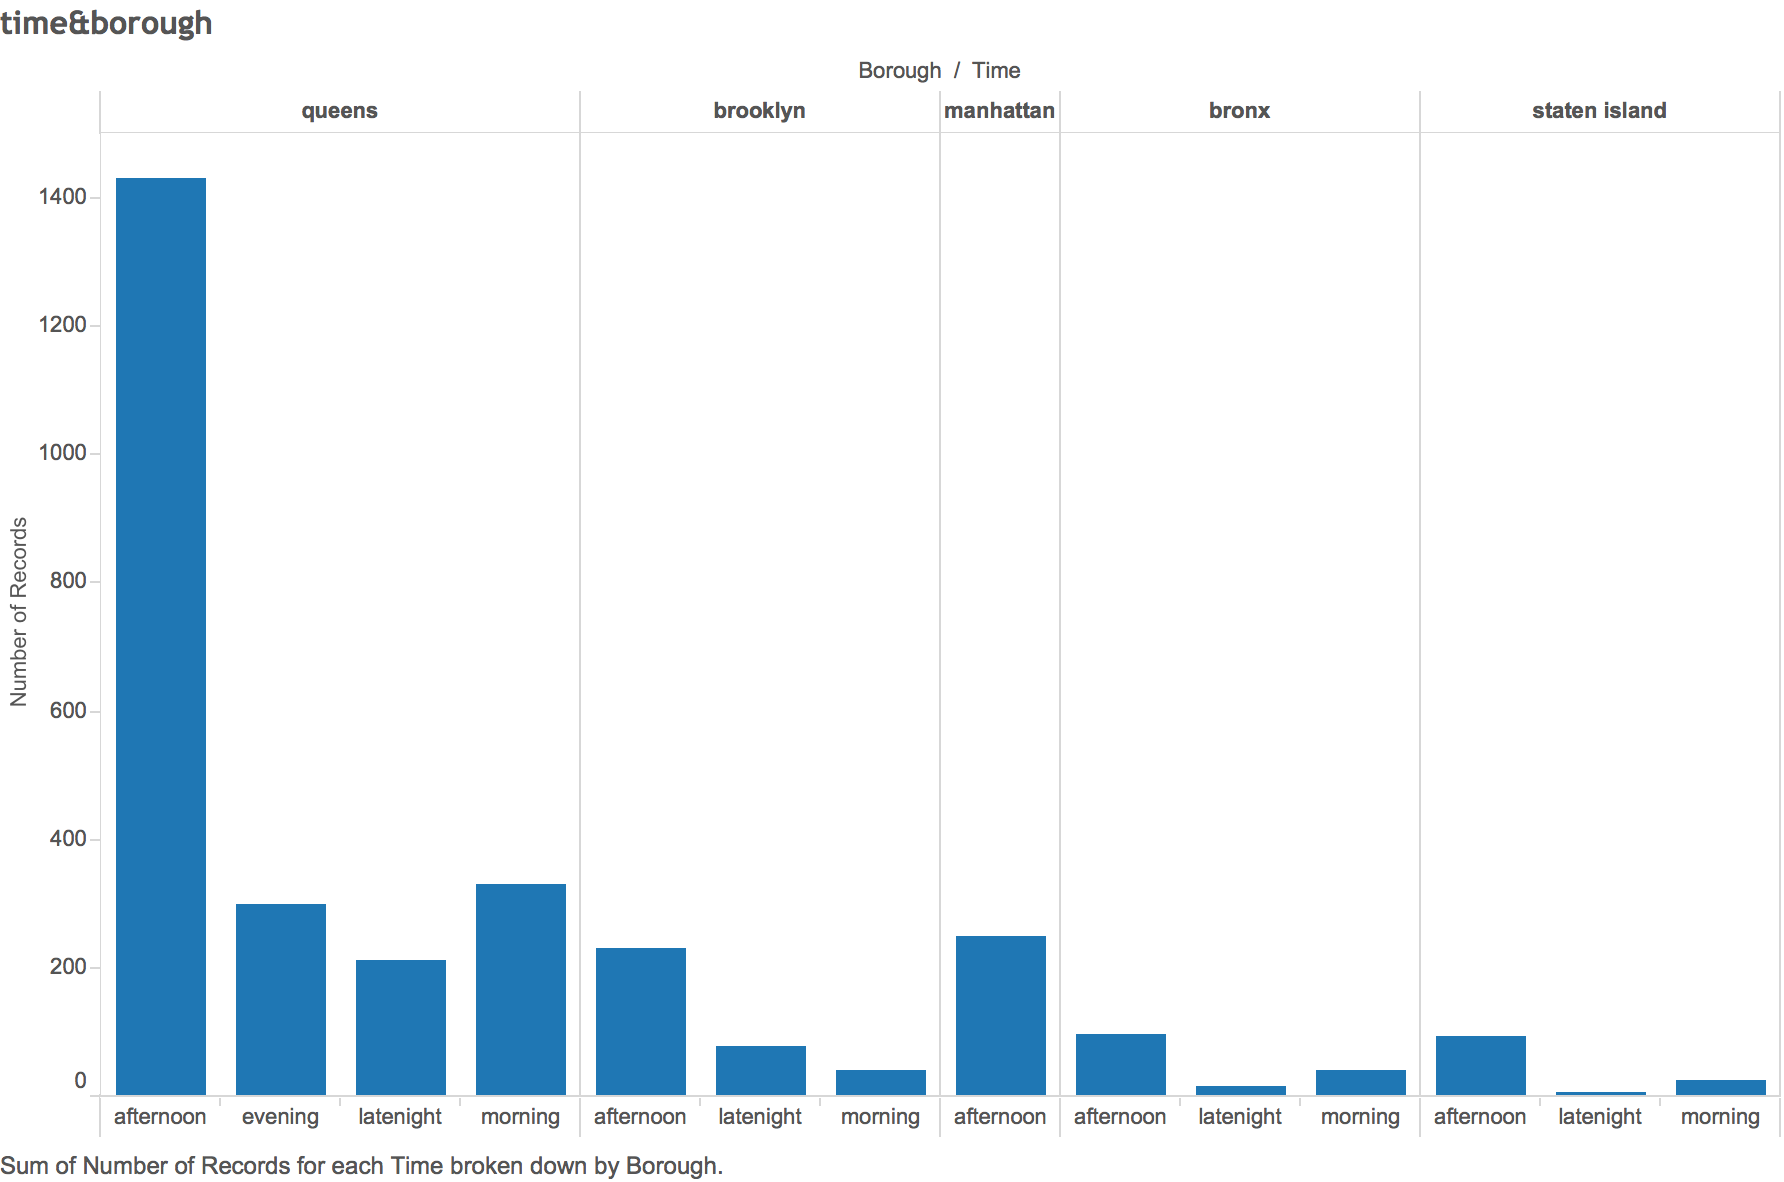 time&borough
Borough / Time
queens brooklyn manhattan bronx staten island
1400
1200
1000
800
600
400
200
0
Number of Records
afternoon evening latenight morning afternoon latenight morning afternoon afternoon latenight morning afternoon latenight morning
Sum of Number of Records for each Time broken down by Borough.